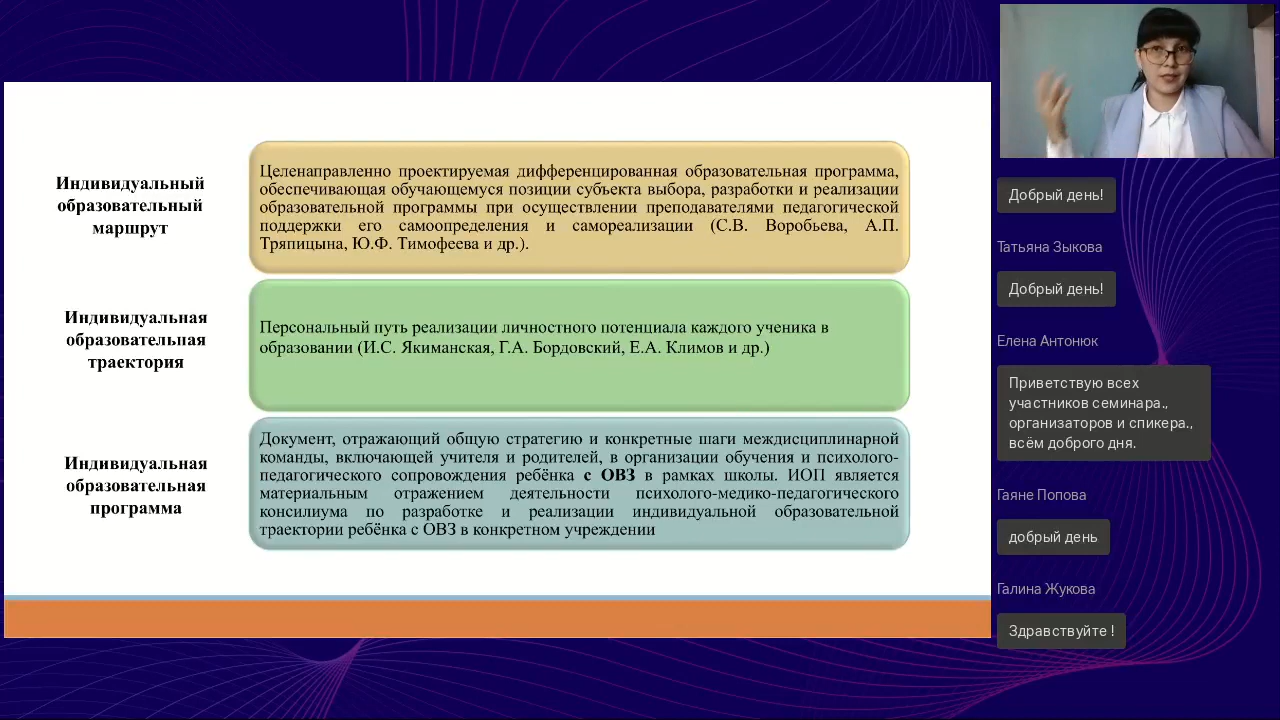 Индивидуальный
образовательный
маршрут
Целенаправленно проектируемая дифференцированная образовательная программа,
обеспечивающая обучающемуся позиции субъекта выбора, разработки и реализации
образовательной программы при осуществлении преподавателями педагогической
поддержки его самоопределения и самореализации (С.В. Воробьева, А.П.
Тряпицына, Ю.Ф. Тимофеева и др.).
Индивидуальная
образовательная
траектория
Персональный путь реализации личностного потенциала каждого ученика в
образовании (И.С. Якиманская, Г.А. Бордовский, Е.А. Климов и др.)
Индивидуальная
образовательная
программа
Документ, отражающий общую стратегию и конкретные шаги междисциплинарной
команды, включающей учителя и родителей, в организации обучения и психолого-
педагогического сопровождения ребёнка с ОВЗ в рамках школы. ИОП является
материальным отражением деятельности психолого-медико-педагогического
консилиума по разработке и реализации индивидуальной образовательной
траектории ребёнка с ОВЗ в конкретном учреждении
Добрый день!
Татьяна Зыкова
Добрый день!
Елена Антонюк
Приветствую всех
участников семинара.,
организаторов и спикера.,
всём доброго дня.
Гаяне Попова
добрый день
Галина Жукова
Здравствуйте !